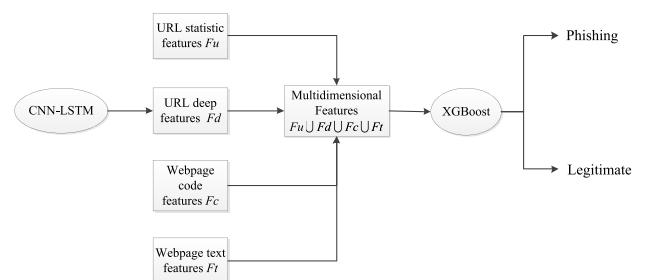 URL statistic
features Fu
CNN-LSTM
URL deep
features Fd
Webpage
code
features Fc
Webpage text
features Ft
Multidimensional
Features
Fu⋃Fd⋃Fc⋃Ft
XGBoost
Phishing
Legitimate